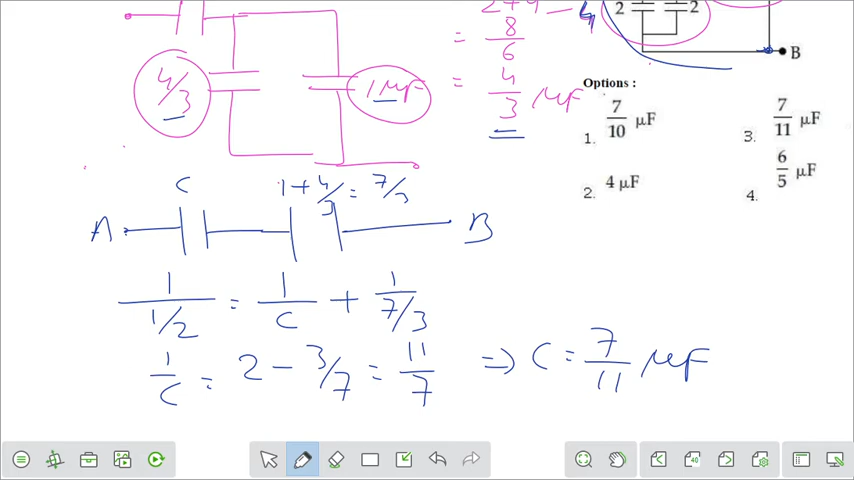 2+4
= 8/6
= 4/3 μF
4/3
1μF
2 2
B
Options :
1. 7/10 μF
3. 7/11 μF
2. 4 μF
4. 6/5 μF
C
1 + 4/3 = 7/3
A
B
1/(1/2) = 1/C + 1/(7/3)
1/C = 2 - 3/7 = 11/7 ⇒ C = 7/11 μF
40